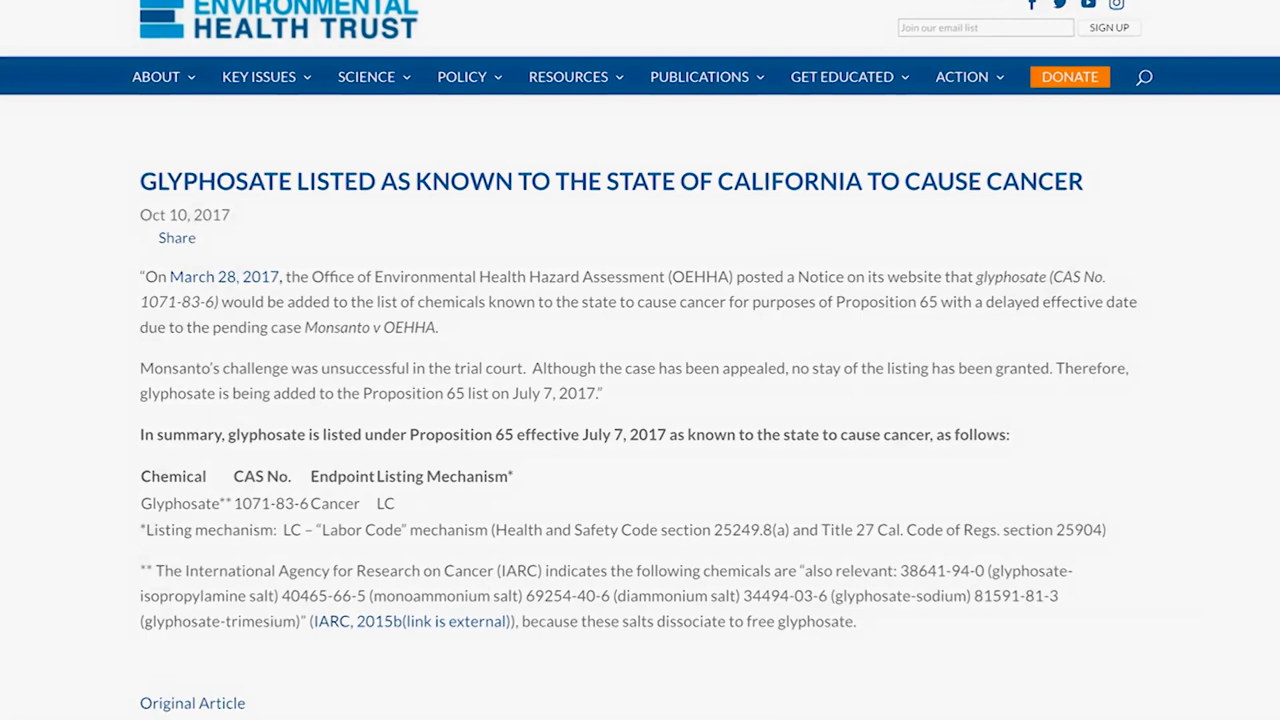 ENVIRONMENTAL
HEALTH TRUST
Join our email list
SIGN UP
ABOUT KEY ISSUES SCIENCE POLICY RESOURCES PUBLICATIONS GET EDUCATED ACTION DONATE
GLYPHOSATE LISTED AS KNOWN TO THE STATE OF CALIFORNIA TO CAUSE CANCER
Oct 10, 2017
Share
“On March 28, 2017, the Office of Environmental Health Hazard Assessment (OEHHA) posted a Notice on its website that glyphosate (CAS No.
1071-83-6) would be added to the list of chemicals known to the state to cause cancer for purposes of Proposition 65 with a delayed effective date
due to the pending case Monsanto v OEHHA.
Monsanto’s challenge was unsuccessful in the trial court.  Although the case has been appealed, no stay of the listing has been granted. Therefore,
glyphosate is being added to the Proposition 65 list on July 7, 2017.”
In summary, glyphosate is listed under Proposition 65 effective July 7, 2017 as known to the state to cause cancer, as follows:
Chemical CAS No. Endpoint Listing Mechanism*
Glyphosate** 1071-83-6 Cancer LC
*Listing mechanism:  LC – “Labor Code” mechanism (Health and Safety Code section 25249.8(a) and Title 27 Cal. Code of Regs. section 25904)
** The International Agency for Research on Cancer (IARC) indicates the following chemicals are “also relevant: 38641-94-0 (glyphosate-
isopropylamine salt) 40465-66-5 (monoammonium salt) 69254-40-6 (diammonium salt) 34494-03-6 (glyphosate-sodium) 81591-81-3
(glyphosate-trimesium)” (IARC, 2015b(link is external)), because these salts dissociate to free glyphosate.
Original Article